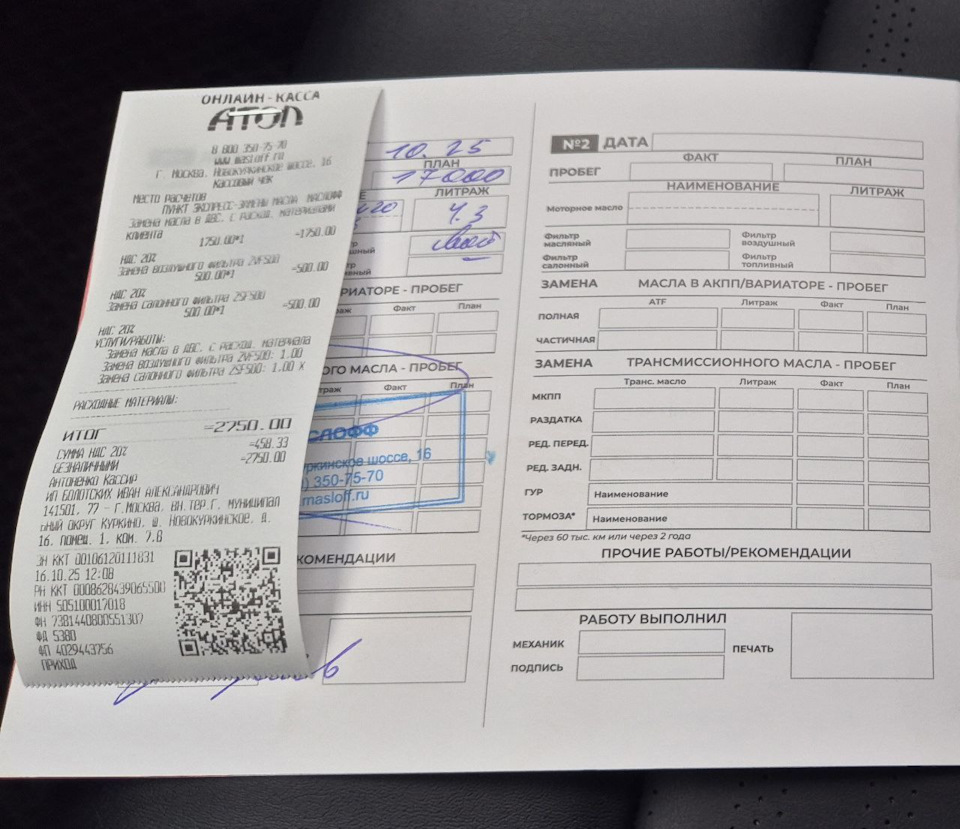 ОНЛАЙН-КАССА
АТОЛ
8 800 350-75-70
www.masloff.ru
Г. МОСКВА, НОВОКУРКИНСКОЕ ШОССЕ, 16
КАССОВЫЙ ЧЕК
МЕСТО РАСЧЕТОВ
ПУНКТ ЭКСПРЕСС-ЗАМЕНЫ МАСЛА МАСЛОФФ
ЗАМЕНА МАСЛА В ДВС. С РАСХОД. МАТЕРИАЛАМИ
КЛИЕНТА
1750.00*1 =1750.00
НДС 20%
ЗАМЕНА ВОЗДУШНОГО ФИЛЬТРА ZVF500
500.00*1 =500.00
НДС 20%
ЗАМЕНА САЛОННОГО ФИЛЬТРА ZSF500
500.00*1 =500.00
НДС 20%
УСЛУГИ/РАБОТЫ:
ЗАМЕНА МАСЛА В ДВС. С РАСХОД. МАТЕРИАЛА
ЗАМЕНА ВОЗДУШНОГО ФИЛЬТРА ZVF500: 1.00
ЗАМЕНА САЛОННОГО ФИЛЬТРА ZSF500: 1.00 X
РАСХОДНЫЕ МАТЕРИАЛЫ:
ИТОГ =2750.00
СУММА НДС 20% =458.33
БЕЗНАЛИЧНЫМИ =2750.00
АНТОНЕНКО КАССИР
ИП БОЛОТСКИХ ИВАН АЛЕКСАНДРОВИЧ
141501, 77 - Г.МОСКВА, ВН.ТЕР.Г. МУНИЦИПАЛ
ЬНЫЙ ОКРУГ КУРКИНО, Ш. НОВОКУРКИНСКОЕ, Д.
16, ПОМЕЩ. 1, КОМ. 7,8
ЗН ККТ 00106120111831
16.10.25 12:08
РН ККТ 0008628439065500
ИНН 505100017018
ФН 7381440800551307
ФД 5380
ФП 4029443756
ПРИХОД
10.25
ПЛАН
17000
ЛИТРАЖ
4.3
РИАТОРЕ - ПРОБЕГ
Факт План
ОГО МАСЛА - ПРОБЕГ
траж Факт План
СЛОФФ
уркинское шоссе, 16
) 350-75-70
masloff.ru
КОМЕНДАЦИИ
№2 ДАТА
ФАКТ ПЛАН
ПРОБЕГ
НАИМЕНОВАНИЕ ЛИТРАЖ
Моторное масло
Фильтр масляный Фильтр воздушный
Фильтр салонный Фильтр топливный
ЗАМЕНА МАСЛА В АКПП/ВАРИАТОРЕ - ПРОБЕГ
ATF Литраж Факт План
ПОЛНАЯ
ЧАСТИЧНАЯ
ЗАМЕНА ТРАНСМИССИОННОГО МАСЛА - ПРОБЕГ
Транс. масло Литраж Факт План
МКПП
РАЗДАТКА
РЕД. ПЕРЕД.
РЕД. ЗАДН.
ГУР Наименование
ТОРМОЗА* Наименование
*Через 60 тыс. км или через 2 года
ПРОЧИЕ РАБОТЫ/РЕКОМЕНДАЦИИ
РАБОТУ ВЫПОЛНИЛ
МЕХАНИК ПЕЧАТЬ
ПОДПИСЬ